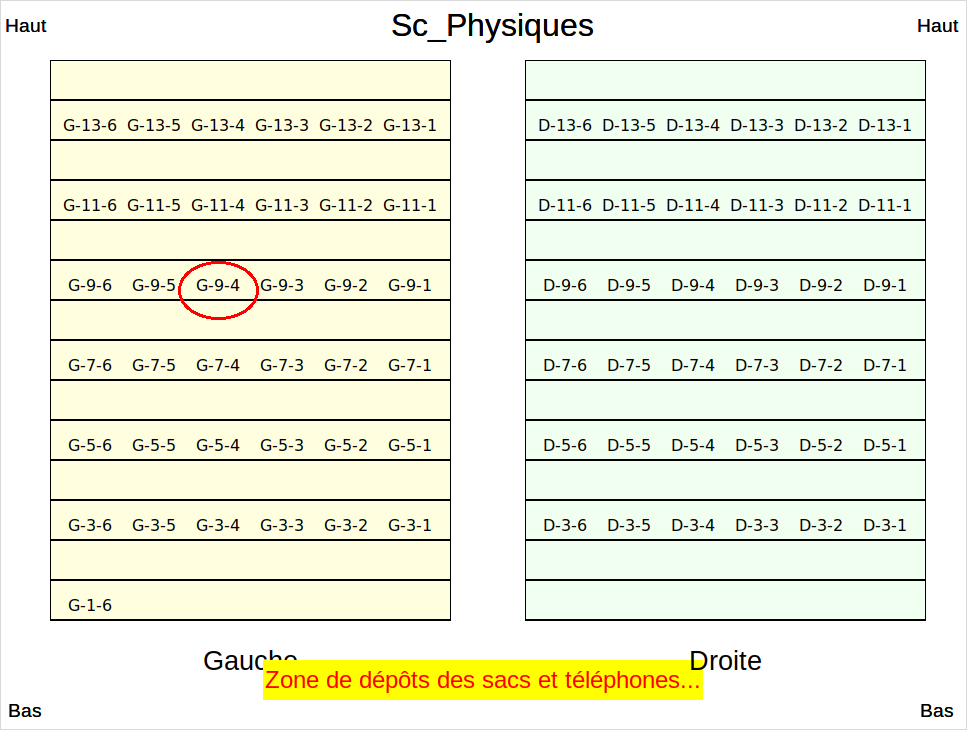 Haut Sc_Physiques Haut
G-13-6 G-13-5 G-13-4 G-13-3 G-13-2 G-13-1 D-13-6 D-13-5 D-13-4 D-13-3 D-13-2 D-13-1
G-11-6 G-11-5 G-11-4 G-11-3 G-11-2 G-11-1 D-11-6 D-11-5 D-11-4 D-11-3 D-11-2 D-11-1
G-9-6 G-9-5 G-9-4 G-9-3 G-9-2 G-9-1 D-9-6 D-9-5 D-9-4 D-9-3 D-9-2 D-9-1
G-7-6 G-7-5 G-7-4 G-7-3 G-7-2 G-7-1 D-7-6 D-7-5 D-7-4 D-7-3 D-7-2 D-7-1
G-5-6 G-5-5 G-5-4 G-5-3 G-5-2 G-5-1 D-5-6 D-5-5 D-5-4 D-5-3 D-5-2 D-5-1
G-3-6 G-3-5 G-3-4 G-3-3 G-3-2 G-3-1 D-3-6 D-3-5 D-3-4 D-3-3 D-3-2 D-3-1
G-1-6
Gauche Droite
Zone de dépôts des sacs et téléphones...
Bas Bas